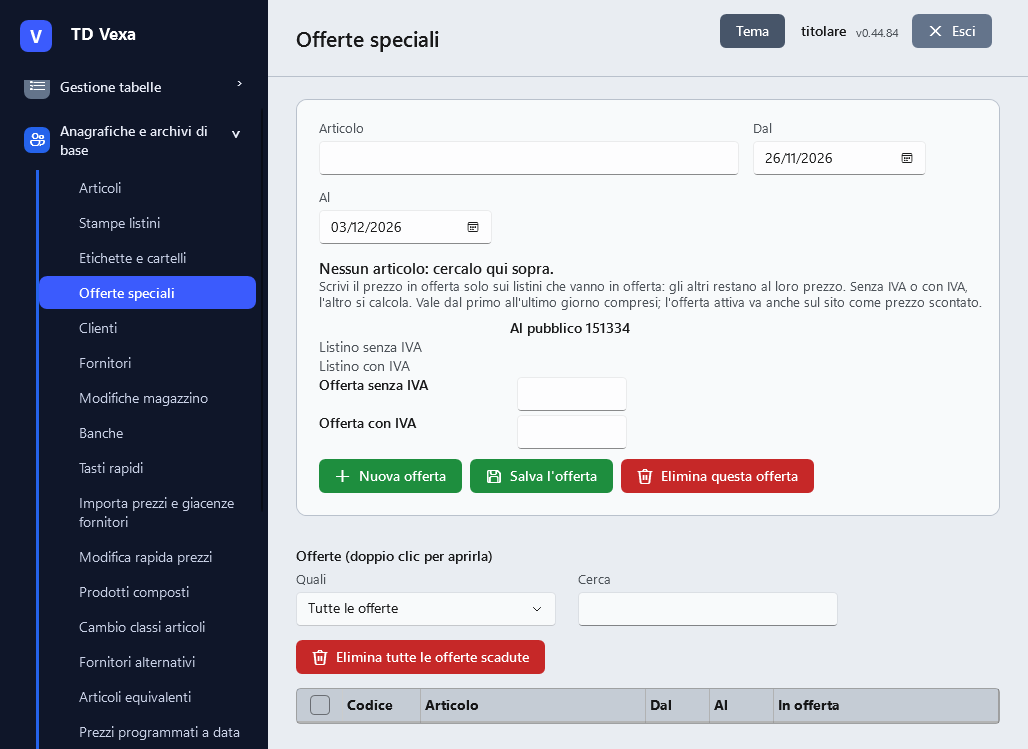 V TD Vexa
Gestione tabelle
Anagrafiche e archivi di
base
Articoli
Stampe listini
Etichette e cartelli
Offerte speciali
Clienti
Fornitori
Modifiche magazzino
Banche
Tasti rapidi
Importa prezzi e giacenze
fornitori
Modifica rapida prezzi
Prodotti composti
Cambio classi articoli
Fornitori alternativi
Articoli equivalenti
Prezzi programmati a data
Offerte speciali
Tema titolare v0.44.84 Esci
Articolo Dal
26/11/2026
Al
03/12/2026
Nessun articolo: cercalo qui sopra.
Scrivi il prezzo in offerta solo sui listini che vanno in offerta: gli altri restano al loro prezzo. Senza IVA o con IVA,
l'altro si calcola. Vale dal primo all'ultimo giorno compresi; l'offerta attiva va anche sul sito come prezzo scontato.
Al pubblico 151334
Listino senza IVA
Listino con IVA
Offerta senza IVA
Offerta con IVA
Nuova offerta Salva l'offerta Elimina questa offerta
Offerte (doppio clic per aprirla)
Quali Cerca
Tutte le offerte
Elimina tutte le offerte scadute
Codice Articolo Dal Al In offerta